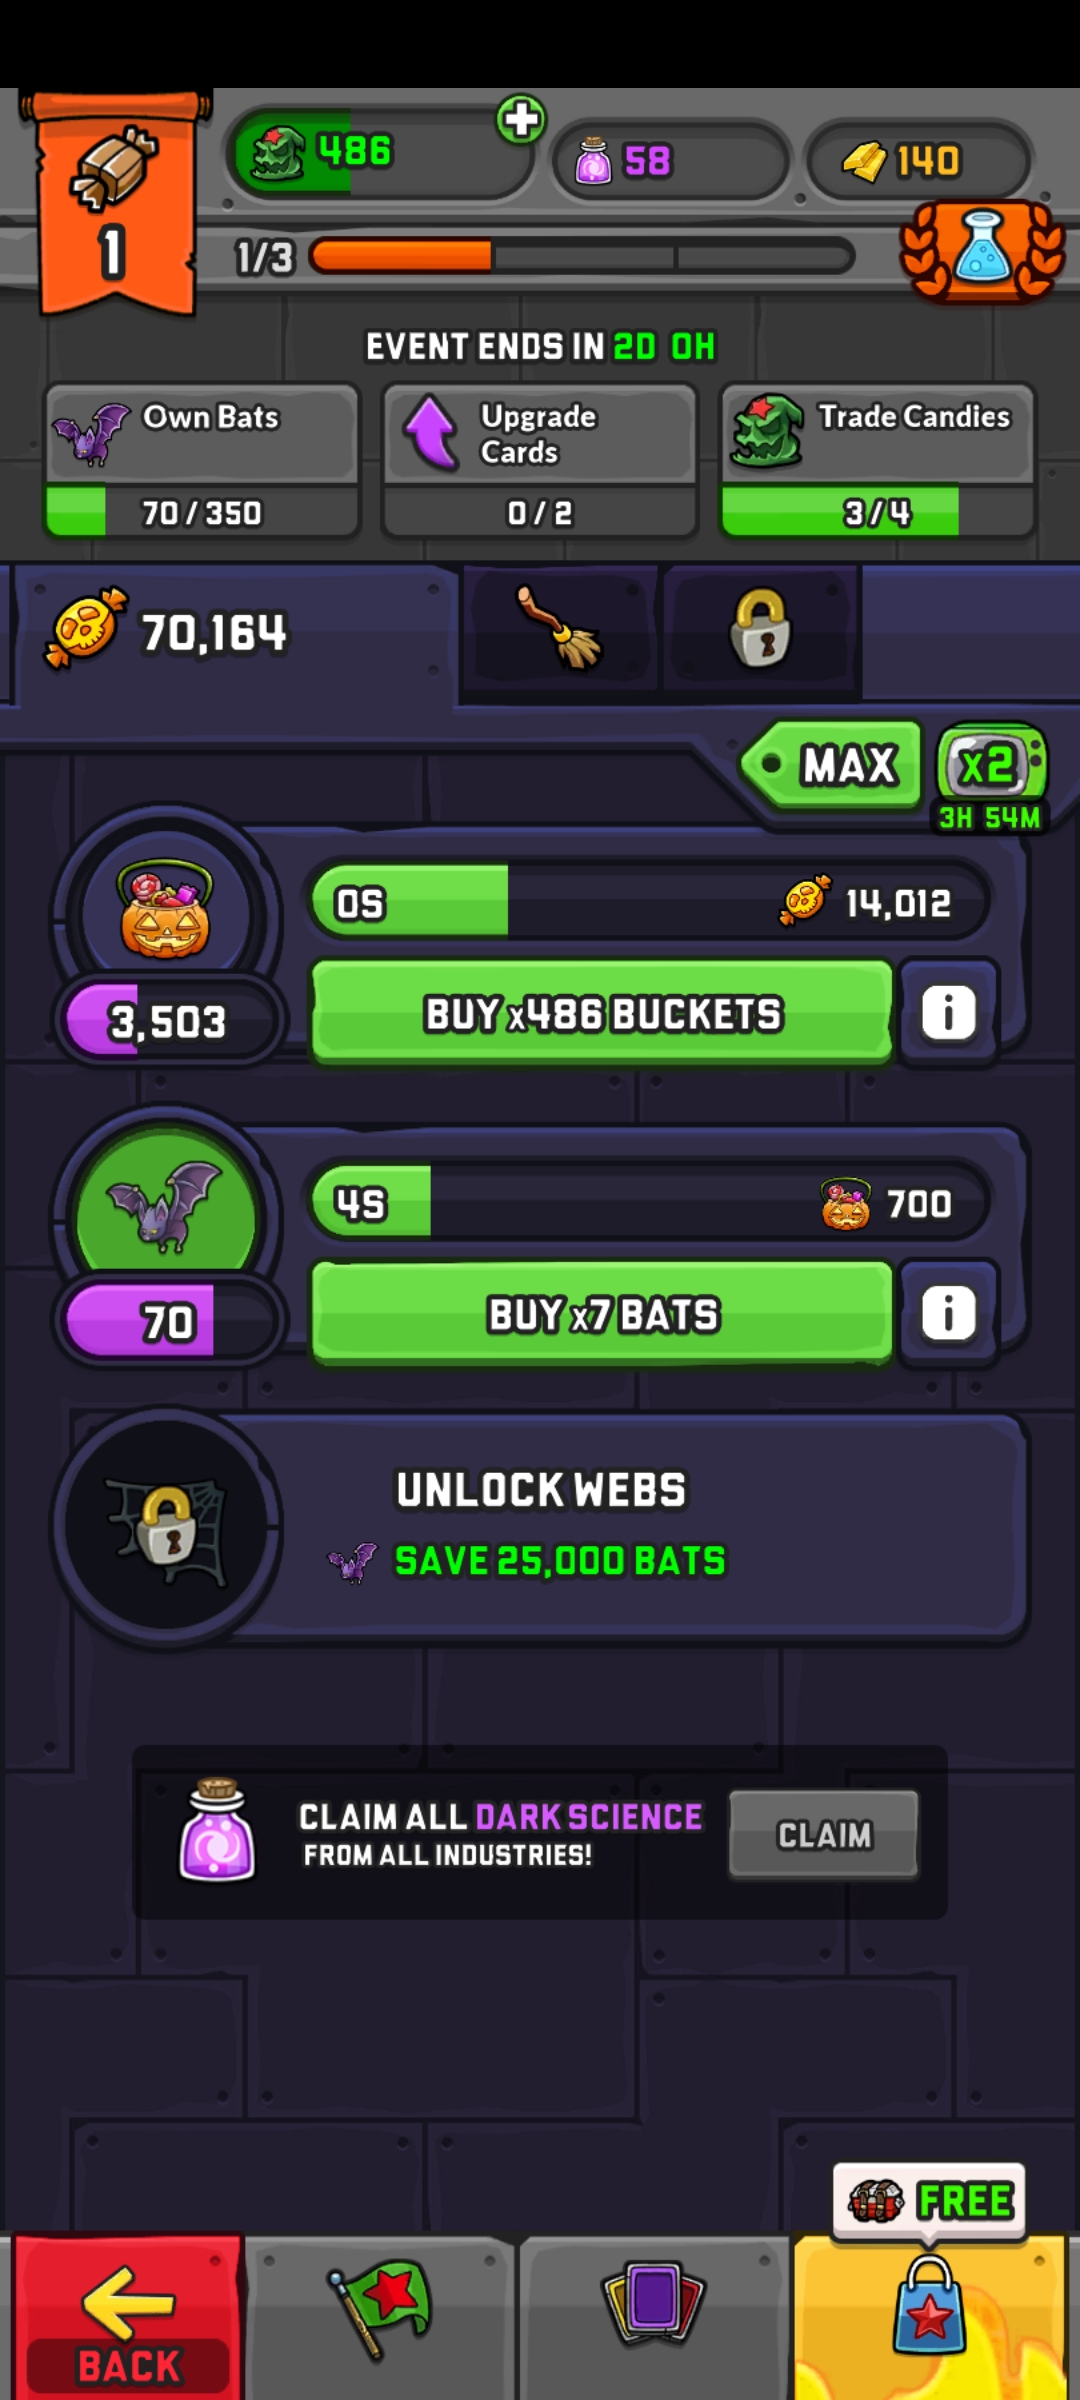 486
58
140
1
1/3
EVENT ENDS IN 2D 0H
Own Bats
70 / 350
Upgrade
Cards
0 / 2
Trade Candies
3 / 4
70,164
MAX
x2
3H 54M
0S
14,012
3,503
BUY x486 BUCKETS
i
4S
700
70
BUY x7 BATS
i
UNLOCK WEBS
SAVE 25,000 BATS
CLAIM ALL DARK SCIENCE
FROM ALL INDUSTRIES!
CLAIM
FREE
BACK